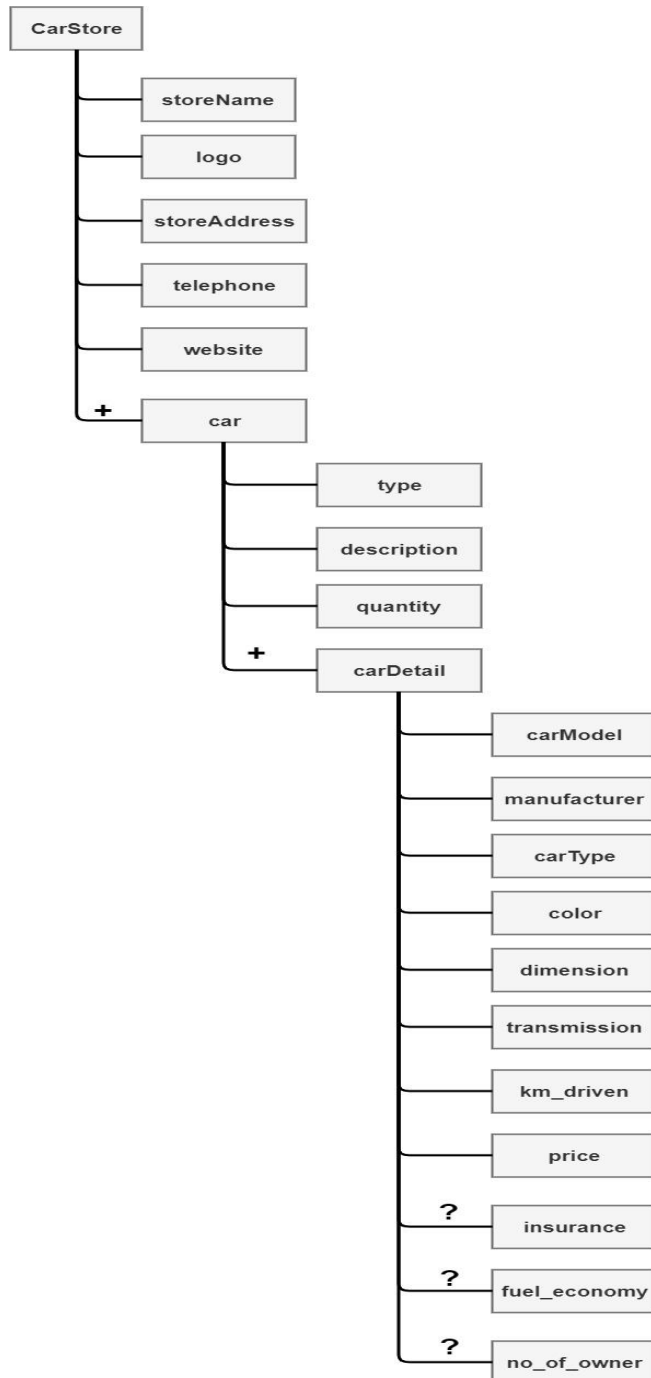 CarStore
storeName
logo
storeAddress
telephone
website
+
car
type
description
quantity
+
carDetail
carModel
manufacturer
carType
color
dimension
transmission
km_driven
price
?
insurance
?
fuel_economy
?
no_of_owner